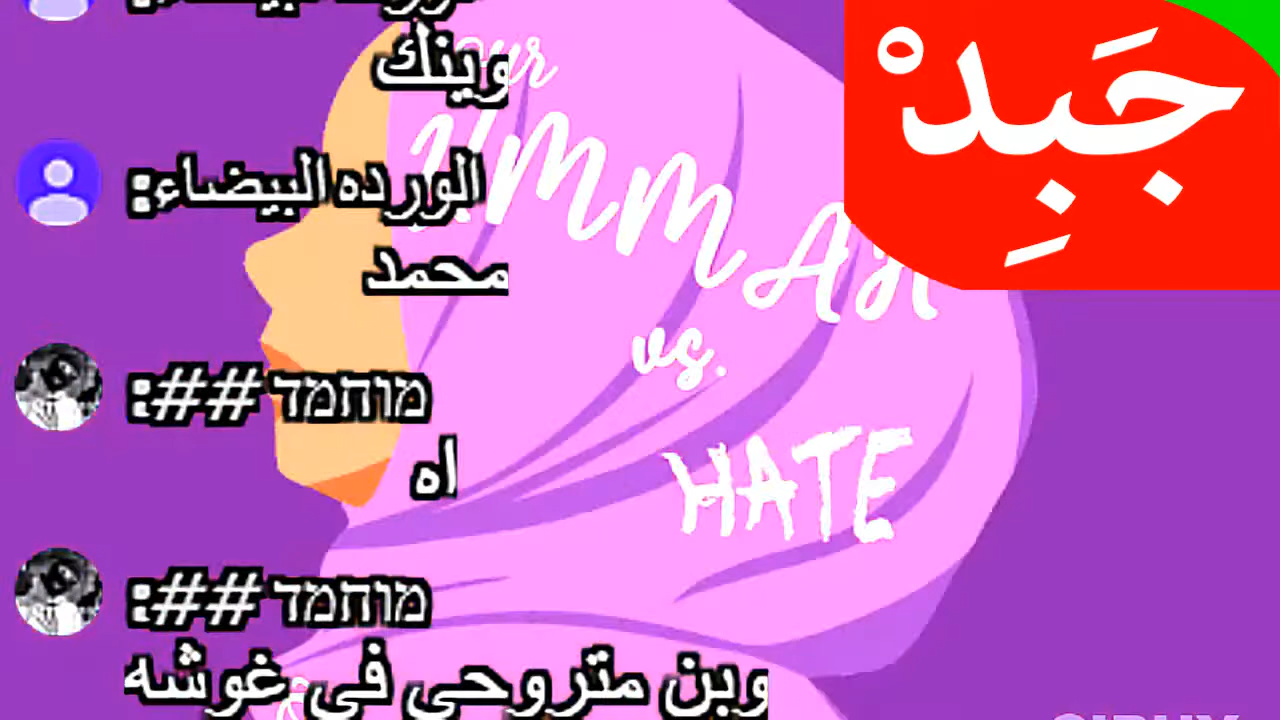 وينك
الورده البيضاء:
محمد
מוחמד ##:
اه
מוחמד ##:
وين متروحي في غوشه
UMMAH
vs.
HATE
جَبِدْ